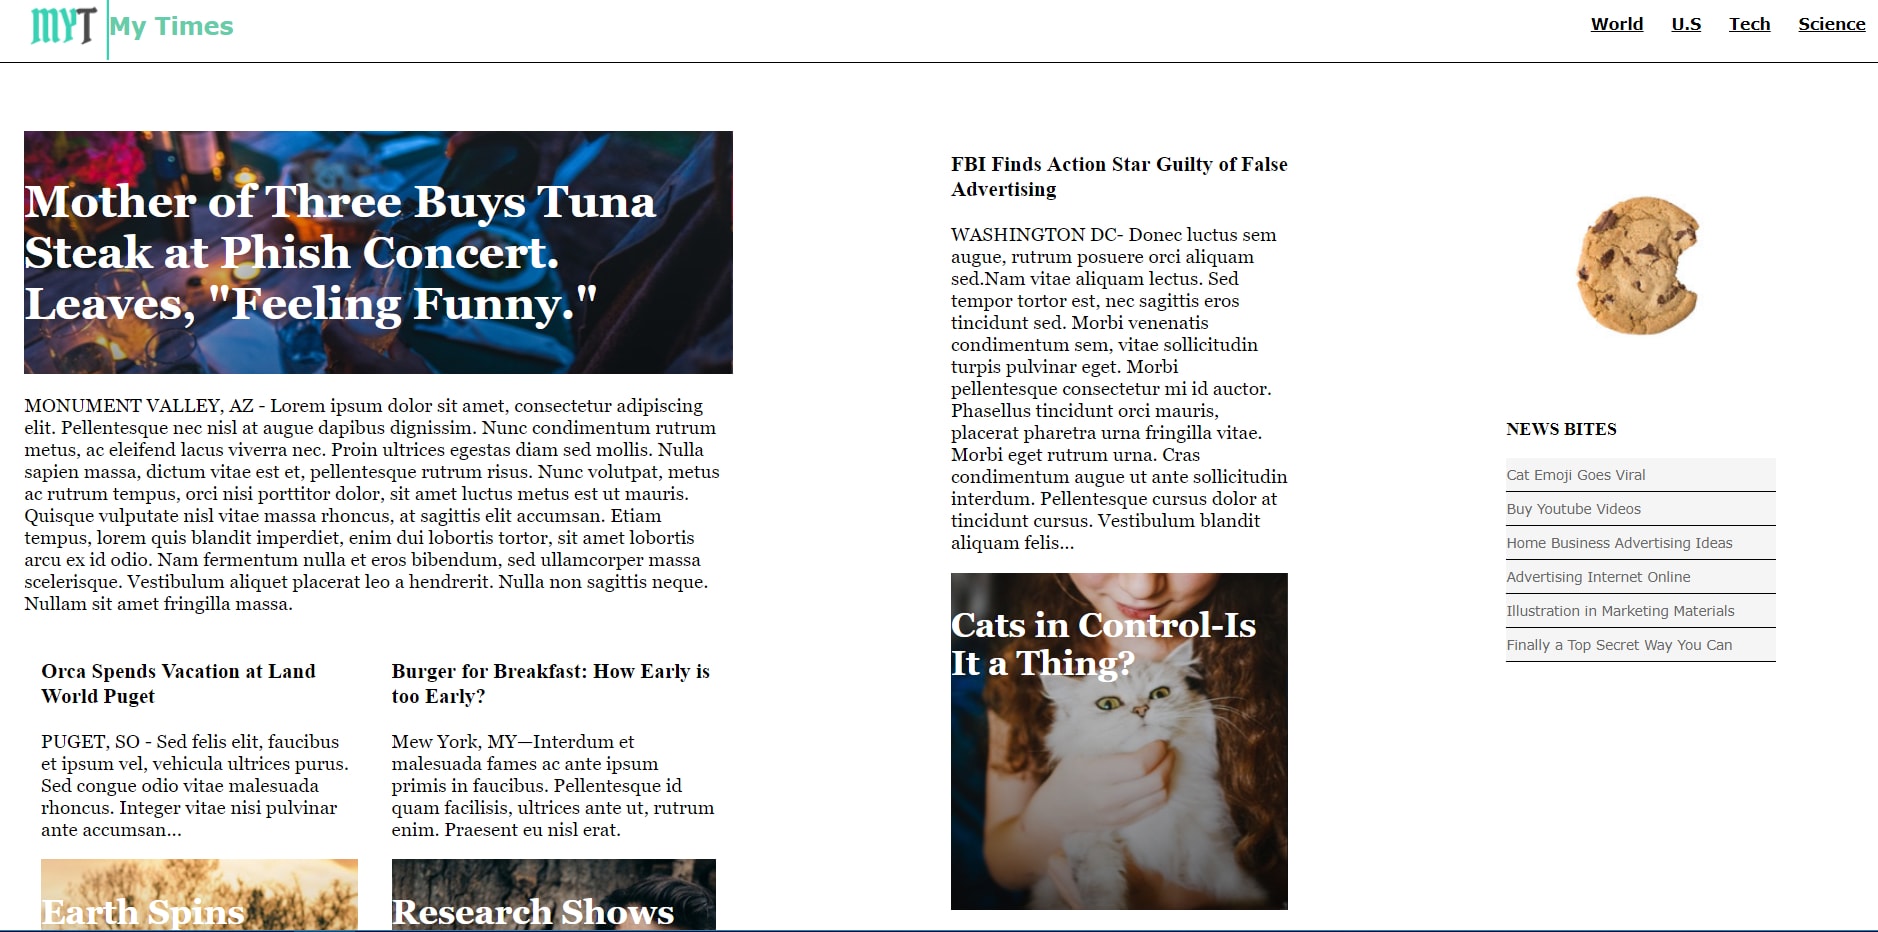 MYT
My Times
World U.S Tech Science
Mother of Three Buys Tuna
Steak at Phish Concert.
Leaves, "Feeling Funny."
MONUMENT VALLEY, AZ - Lorem ipsum dolor sit amet, consectetur adipiscing
elit. Pellentesque nec nisl at augue dapibus dignissim. Nunc condimentum rutrum
metus, ac eleifend lacus viverra nec. Proin ultrices egestas diam sed mollis. Nulla
sapien massa, dictum vitae est et, pellentesque rutrum risus. Nunc volutpat, metus
ac rutrum tempus, orci nisi porttitor dolor, sit amet luctus metus est ut mauris.
Quisque vulputate nisl vitae massa rhoncus, at sagittis elit accumsan. Etiam
tempus, lorem quis blandit imperdiet, enim dui lobortis tortor, sit amet lobortis
arcu ex id odio. Nam fermentum nulla et eros bibendum, sed ullamcorper massa
scelerisque. Vestibulum aliquet placerat leo a hendrerit. Nulla non sagittis neque.
Nullam sit amet fringilla massa.
Orca Spends Vacation at Land
World Puget
PUGET, SO - Sed felis elit, faucibus
et ipsum vel, vehicula ultrices purus.
Sed congue odio vitae malesuada
rhoncus. Integer vitae nisi pulvinar
ante accumsan...
Earth Spins
Burger for Breakfast: How Early is
too Early?
Mew York, MY—Interdum et
malesuada fames ac ante ipsum
primis in faucibus. Pellentesque id
quam facilisis, ultrices ante ut, rutrum
enim. Praesent eu nisl erat.
Research Shows
FBI Finds Action Star Guilty of False
Advertising
WASHINGTON DC- Donec luctus sem
augue, rutrum posuere orci aliquam
sed.Nam vitae aliquam lectus. Sed
tempor tortor est, nec sagittis eros
tincidunt sed. Morbi venenatis
condimentum sem, vitae sollicitudin
turpis pulvinar eget. Morbi
pellentesque consectetur mi id auctor.
Phasellus tincidunt orci mauris,
placerat pharetra urna fringilla vitae.
Morbi eget rutrum urna. Cras
condimentum augue ut ante sollicitudin
interdum. Pellentesque cursus dolor at
tincidunt cursus. Vestibulum blandit
aliquam felis...
Cats in Control-Is
It a Thing?
NEWS BITES
Cat Emoji Goes Viral
Buy Youtube Videos
Home Business Advertising Ideas
Advertising Internet Online
Illustration in Marketing Materials
Finally a Top Secret Way You Can